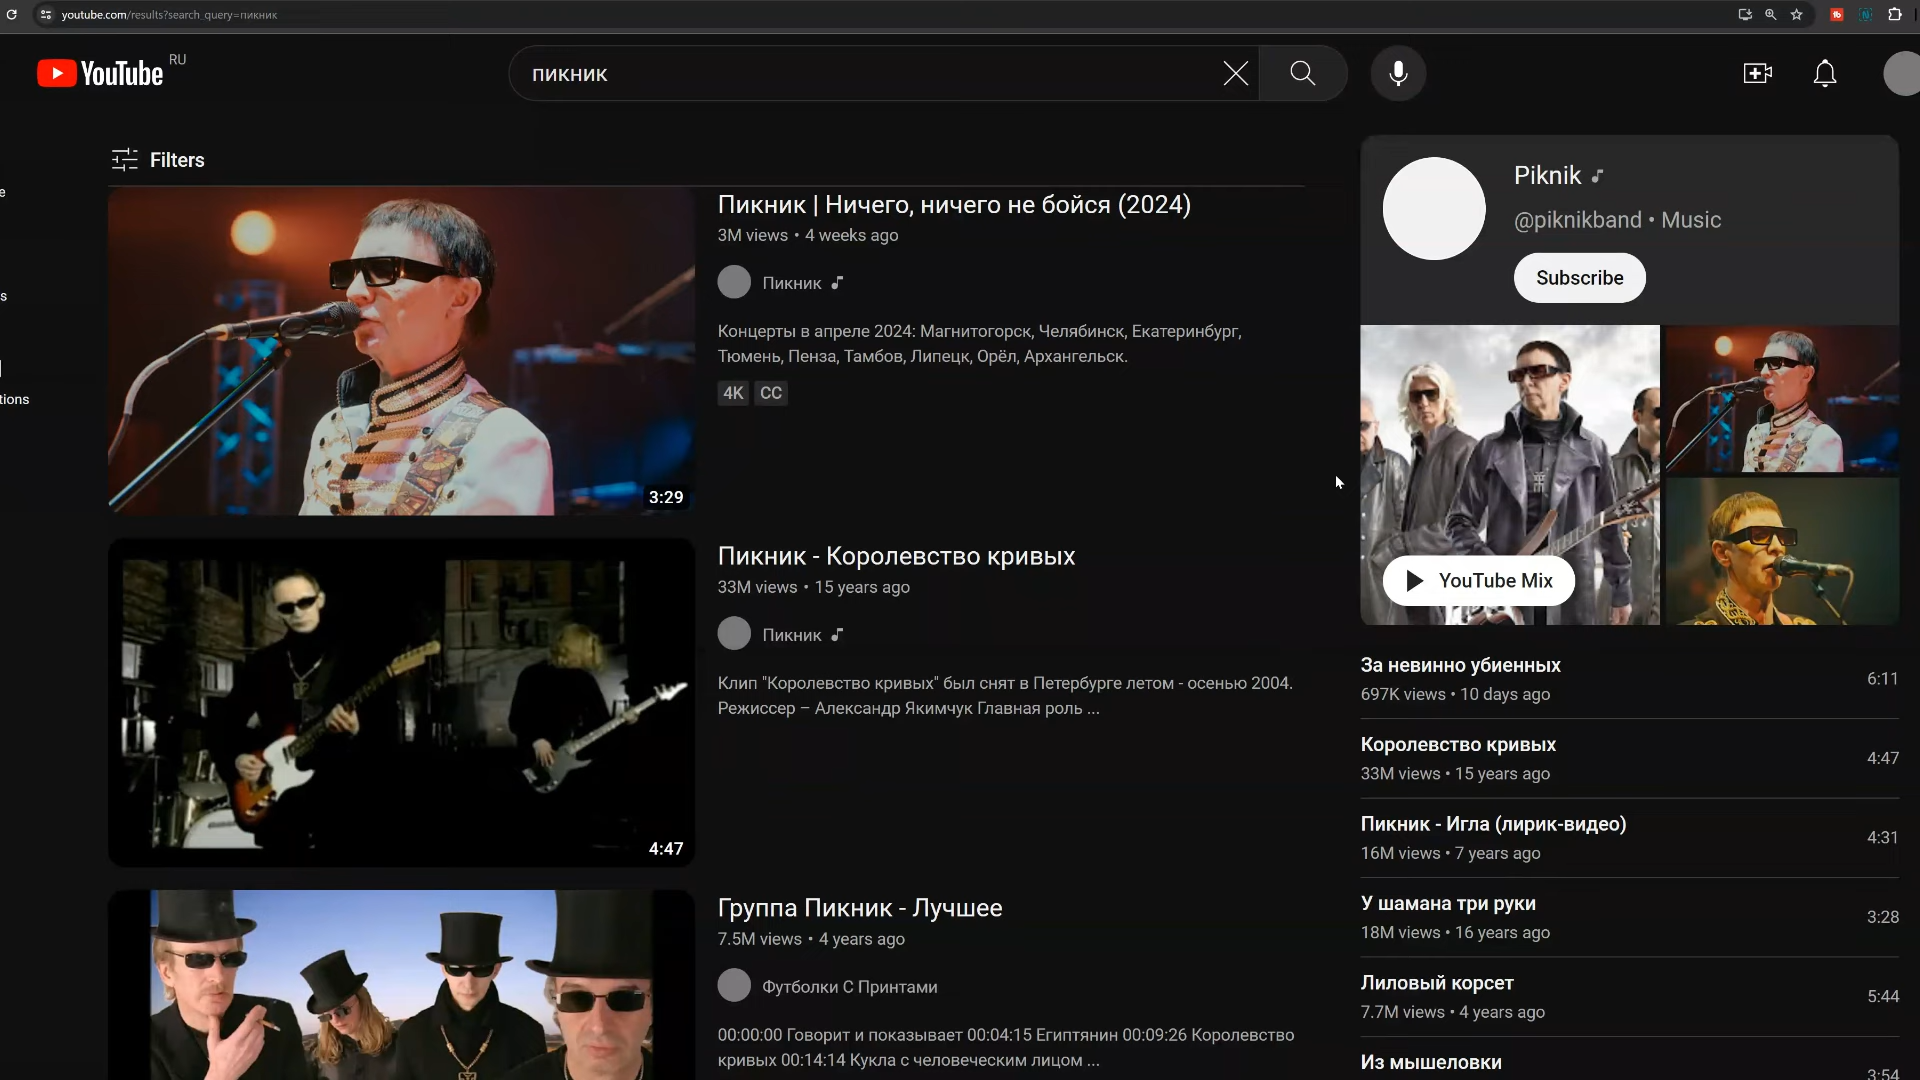 youtube.com/results?search_query=пикник
YouTube
RU
пикник
Filters
Пикник | Ничего, ничего не бойся (2024)
3M views • 4 weeks ago
Пикник
Концерты в апреле 2024: Магнитогорск, Челябинск, Екатеринбург,
Тюмень, Пенза, Тамбов, Липецк, Орёл, Архангельск.
4K CC
3:29
Пикник - Королевство кривых
33M views • 15 years ago
Пикник
Клип "Королевство кривых" был снят в Петербурге летом - осенью 2004.
Режиссер – Александр Якимчук Главная роль ...
4:47
Группа Пикник - Лучшее
7.5M views • 4 years ago
Футболки С Принтами
00:00:00 Говорит и показывает 00:04:15 Египтянин 00:09:26 Королевство
кривых 00:14:14 Кукла с человеческим лицом ...
Piknik
@piknikband • Music
Subscribe
YouTube Mix
За невинно убиенных
697K views • 10 days ago
6:11
Королевство кривых
33M views • 15 years ago
4:47
Пикник - Игла (лирик-видео)
16M views • 7 years ago
4:31
У шамана три руки
18M views • 16 years ago
3:28
Лиловый корсет
7.7M views • 4 years ago
5:44
Из мышеловки
3:54